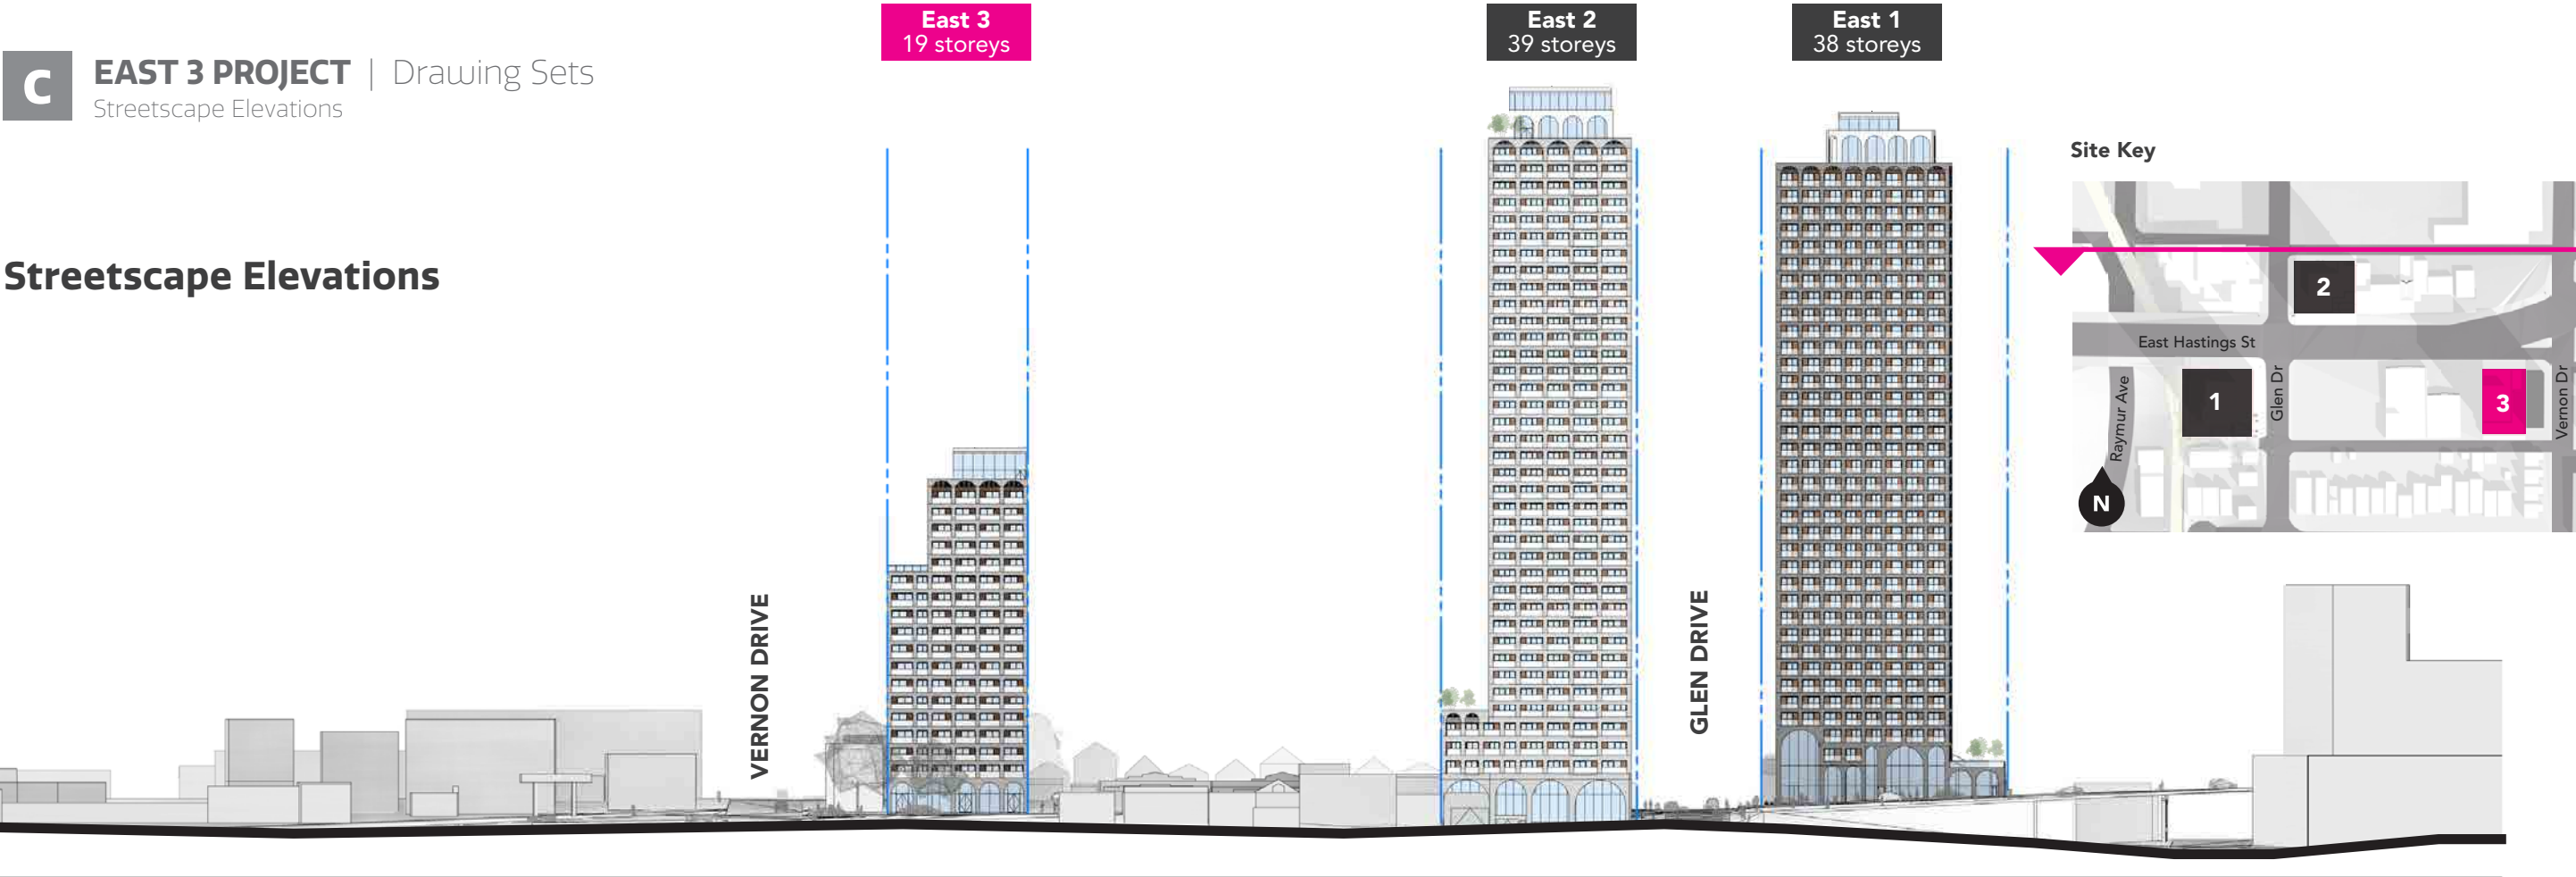 C
EAST 3 PROJECT | Drawing Sets
Streetscape Elevations
East 3
19 storeys
East 2
39 storeys
East 1
38 storeys
Streetscape Elevations
VERNON DRIVE
GLEN DRIVE
Site Key
2
East Hastings St
1
3
Raymur Ave
Glen Dr
Vernon Dr
N